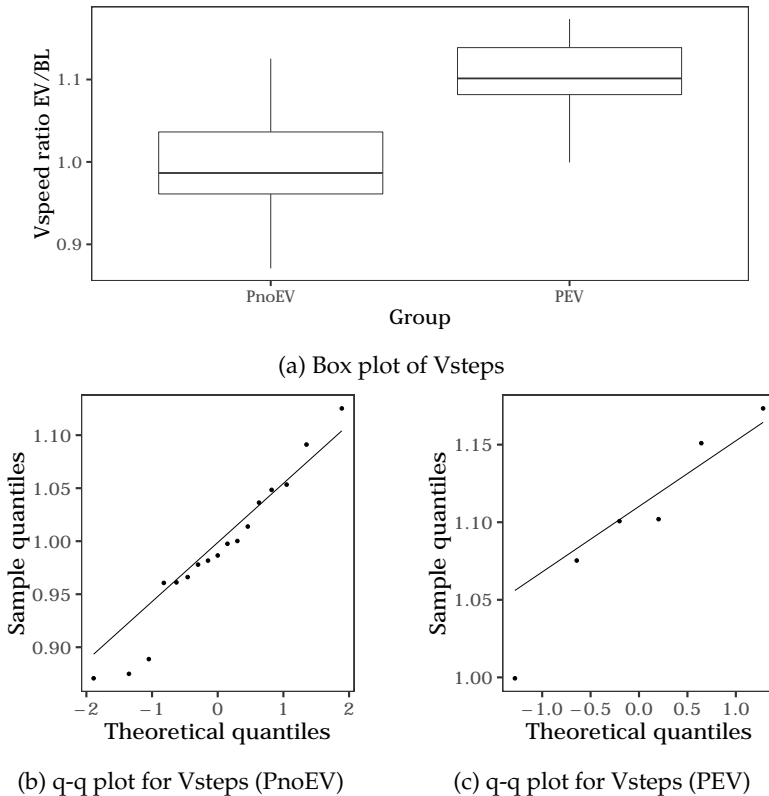 Vspeed ratio EV/BL
1.1
1.0
0.9
PnoEV
PEV
Group
(a) Box plot of Vsteps
Sample quantiles
1.10
1.05
1.00
0.95
0.90
−2
−1
0
1
2
Theoretical quantiles
(b) q-q plot for Vsteps (PnoEV)
Sample quantiles
1.15
1.10
1.05
1.00
−1.0
−0.5
0.0
0.5
1.0
Theoretical quantiles
(c) q-q plot for Vsteps (PEV)